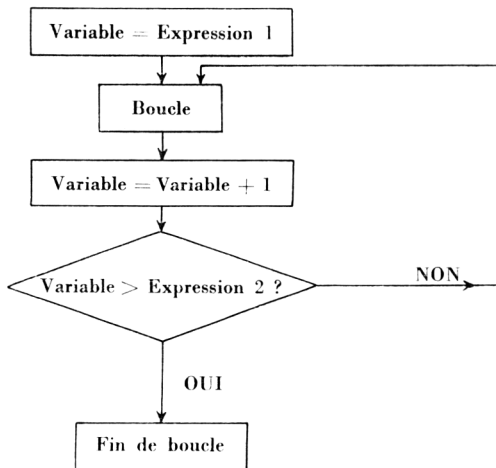 Variable = Expression 1
Boucle
Variable = Variable + 1
Variable > Expression 2 ?
NON
OUI
Fin de boucle